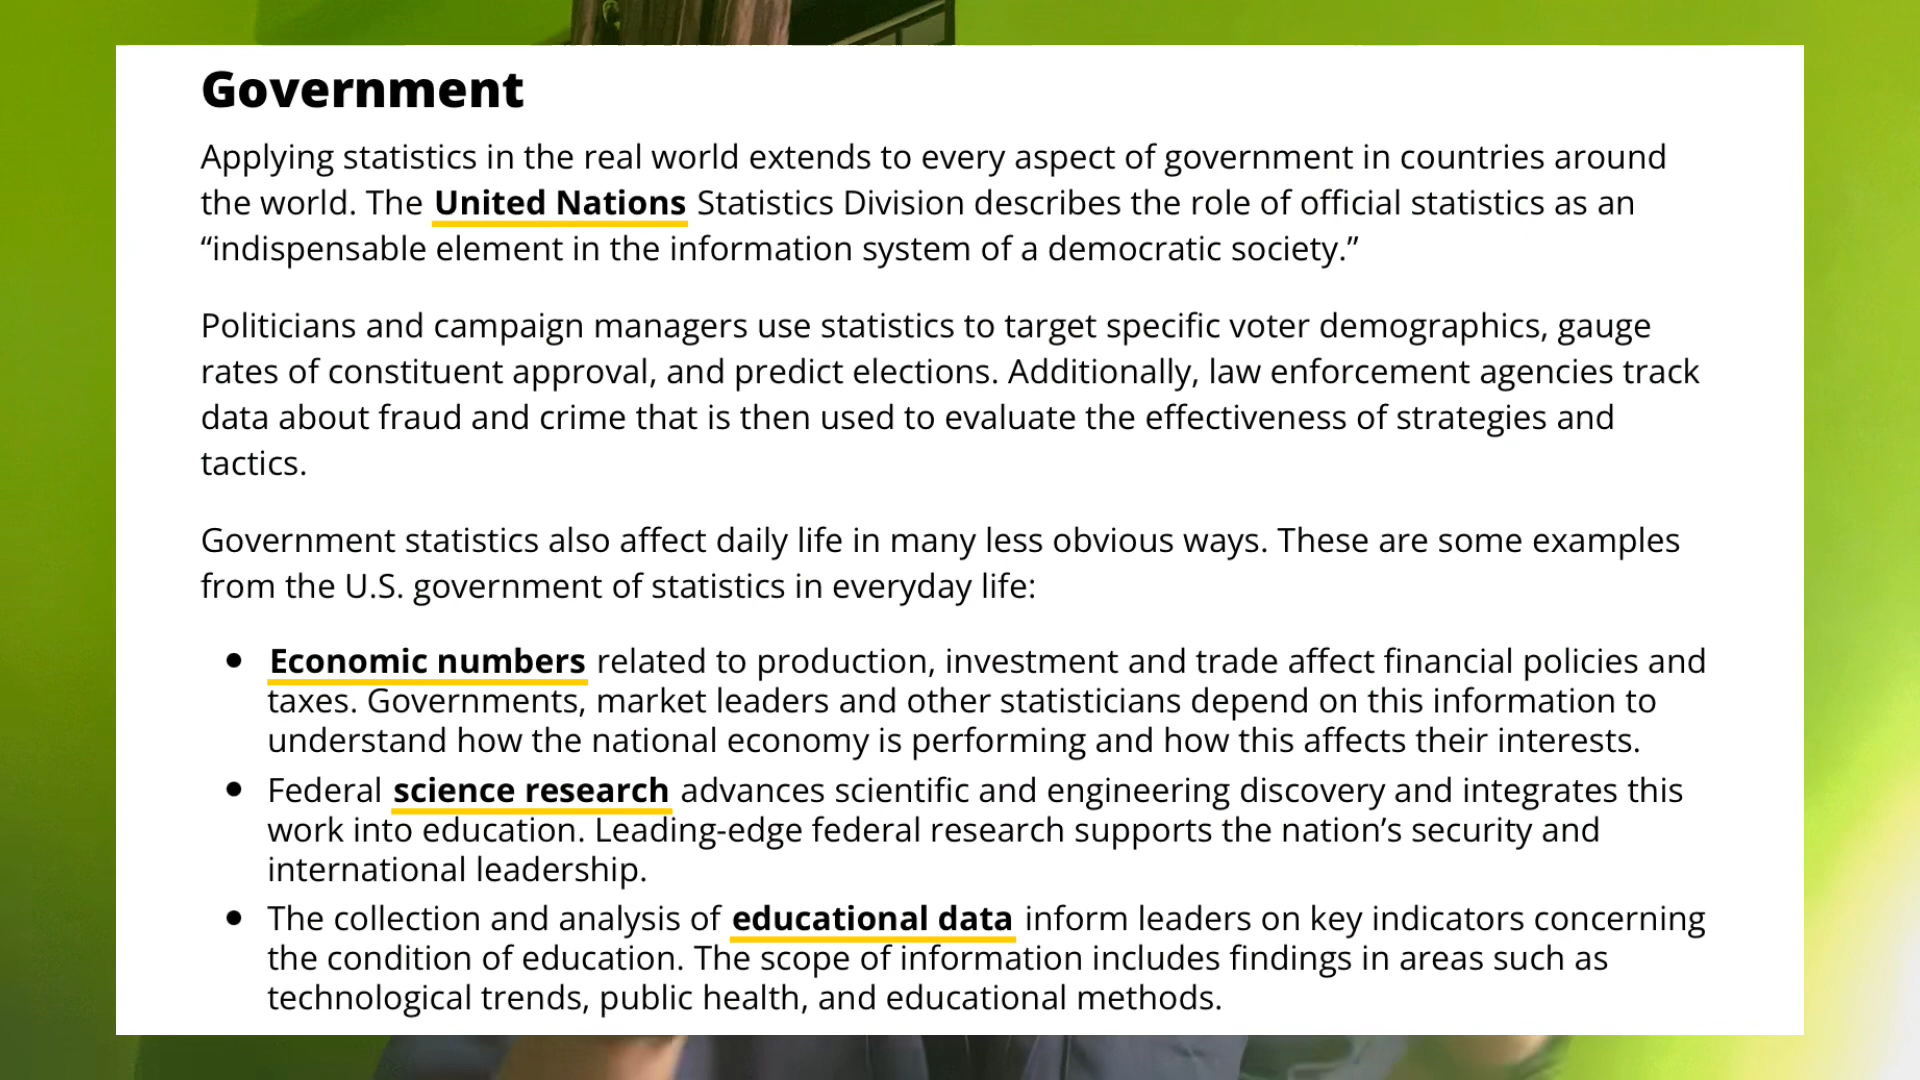 Government
Applying statistics in the real world extends to every aspect of government in countries around
the world. The United Nations Statistics Division describes the role of official statistics as an
“indispensable element in the information system of a democratic society.”
Politicians and campaign managers use statistics to target specific voter demographics, gauge
rates of constituent approval, and predict elections. Additionally, law enforcement agencies track
data about fraud and crime that is then used to evaluate the effectiveness of strategies and
tactics.
Government statistics also affect daily life in many less obvious ways. These are some examples
from the U.S. government of statistics in everyday life:
• Economic numbers related to production, investment and trade affect financial policies and
taxes. Governments, market leaders and other statisticians depend on this information to
understand how the national economy is performing and how this affects their interests.
• Federal science research advances scientific and engineering discovery and integrates this
work into education. Leading-edge federal research supports the nation’s security and
international leadership.
• The collection and analysis of educational data inform leaders on key indicators concerning
the condition of education. The scope of information includes findings in areas such as
technological trends, public health, and educational methods.